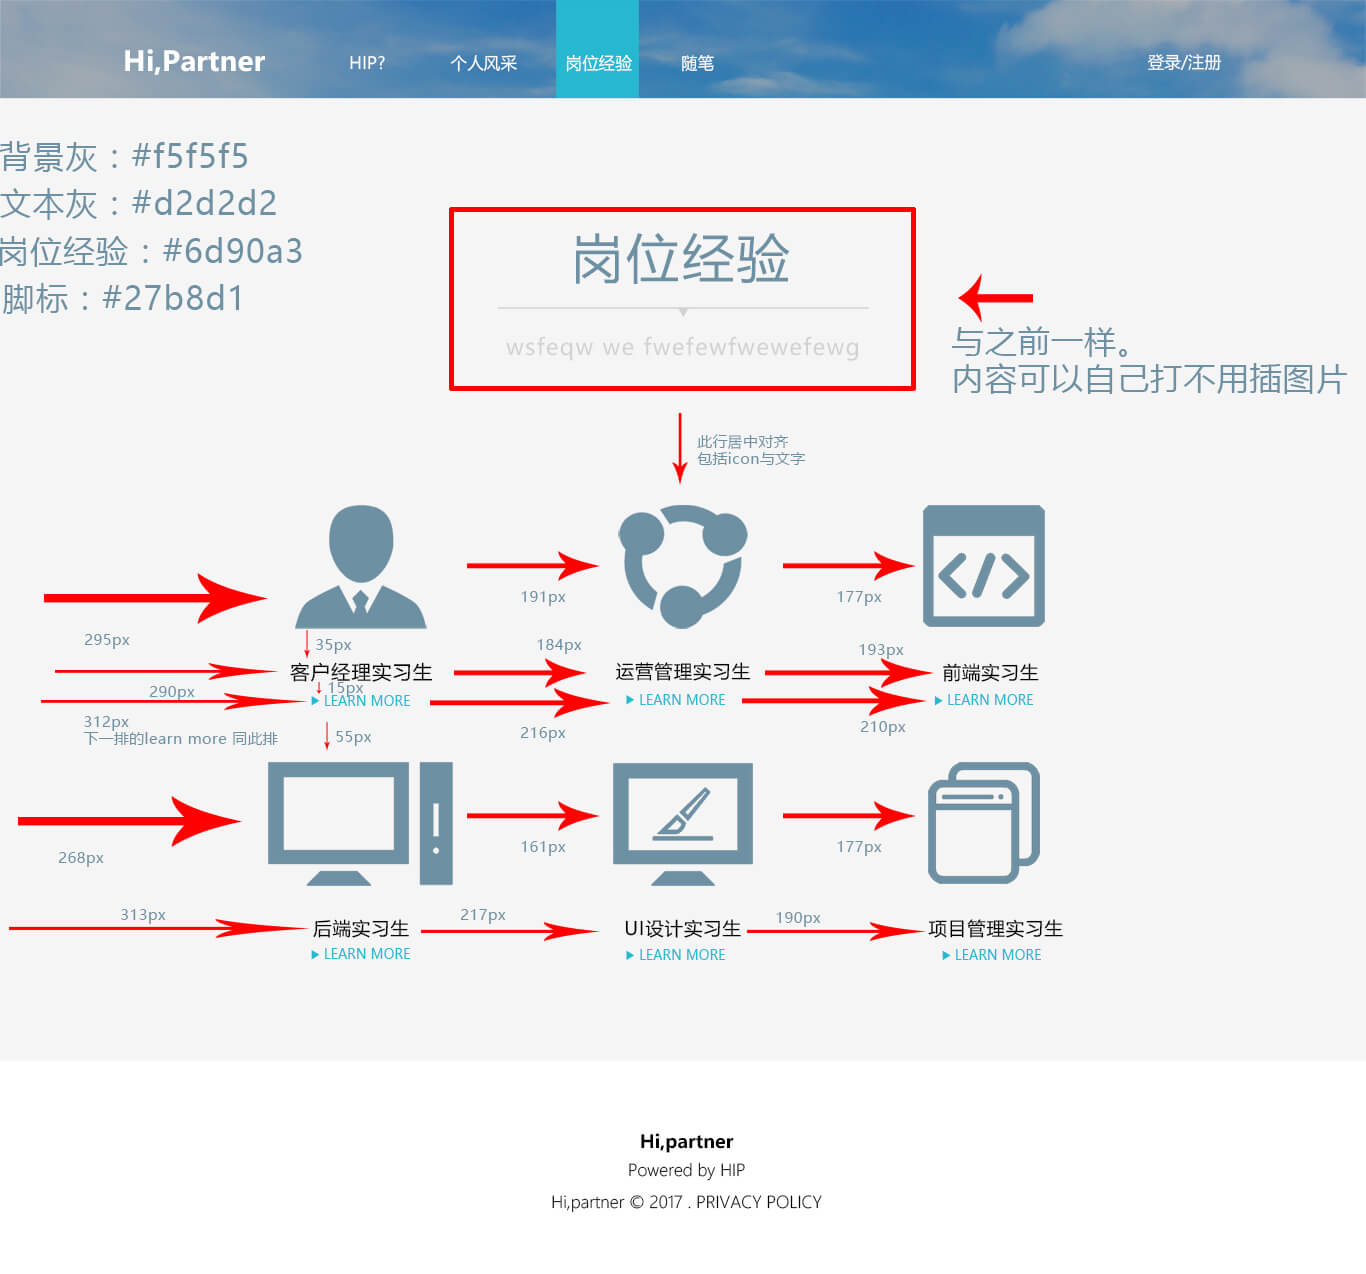 Hi,Partner
HIP?
个人风采
岗位经验
随笔
登录/注册
背景灰：#f5f5f5
文本灰：#d2d2d2
岗位经验：#6d90a3
脚标：#27b8d1
岗位经验
wsfeqw we fwefewfwewefewg
与之前一样。
内容可以自己打不用插图片
此行居中对齐
包括icon与文字
191px
177px
295px
35px
184px
193px
客户经理实习生
运营管理实习生
前端实习生
290px
15px
LEARN MORE
LEARN MORE
LEARN MORE
312px
下一排的learn more 同此排
216px
210px
55px
268px
161px
177px
313px
217px
190px
后端实习生
UI设计实习生
项目管理实习生
LEARN MORE
LEARN MORE
LEARN MORE
Hi,partner
Powered by HIP
Hi,partner © 2017 . PRIVACY POLICY